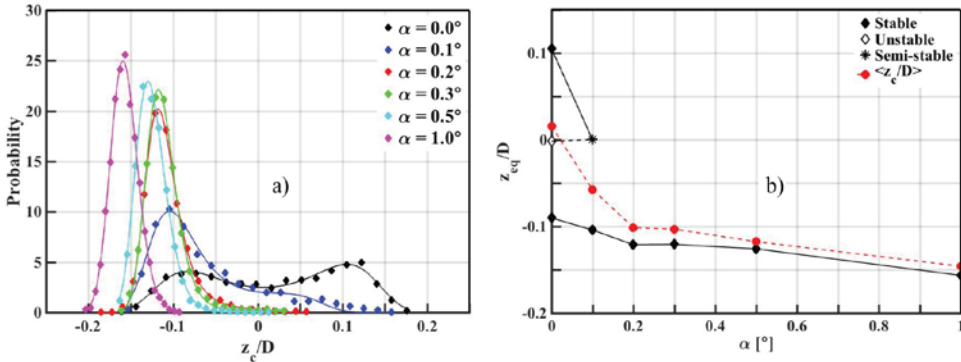 30
25
20
15
10
5
0
Probability
-0.2
-0.1
0
0.1
0.2
z_c/D
a)
α = 0.0°
α = 0.1°
α = 0.2°
α = 0.3°
α = 0.5°
α = 1.0°
0.1
0
-0.1
-0.2
z_eq/D
0
0.2
0.4
0.6
0.8
1
α [°]
b)
Stable
Unstable
Semi-stable
<z_c/D>